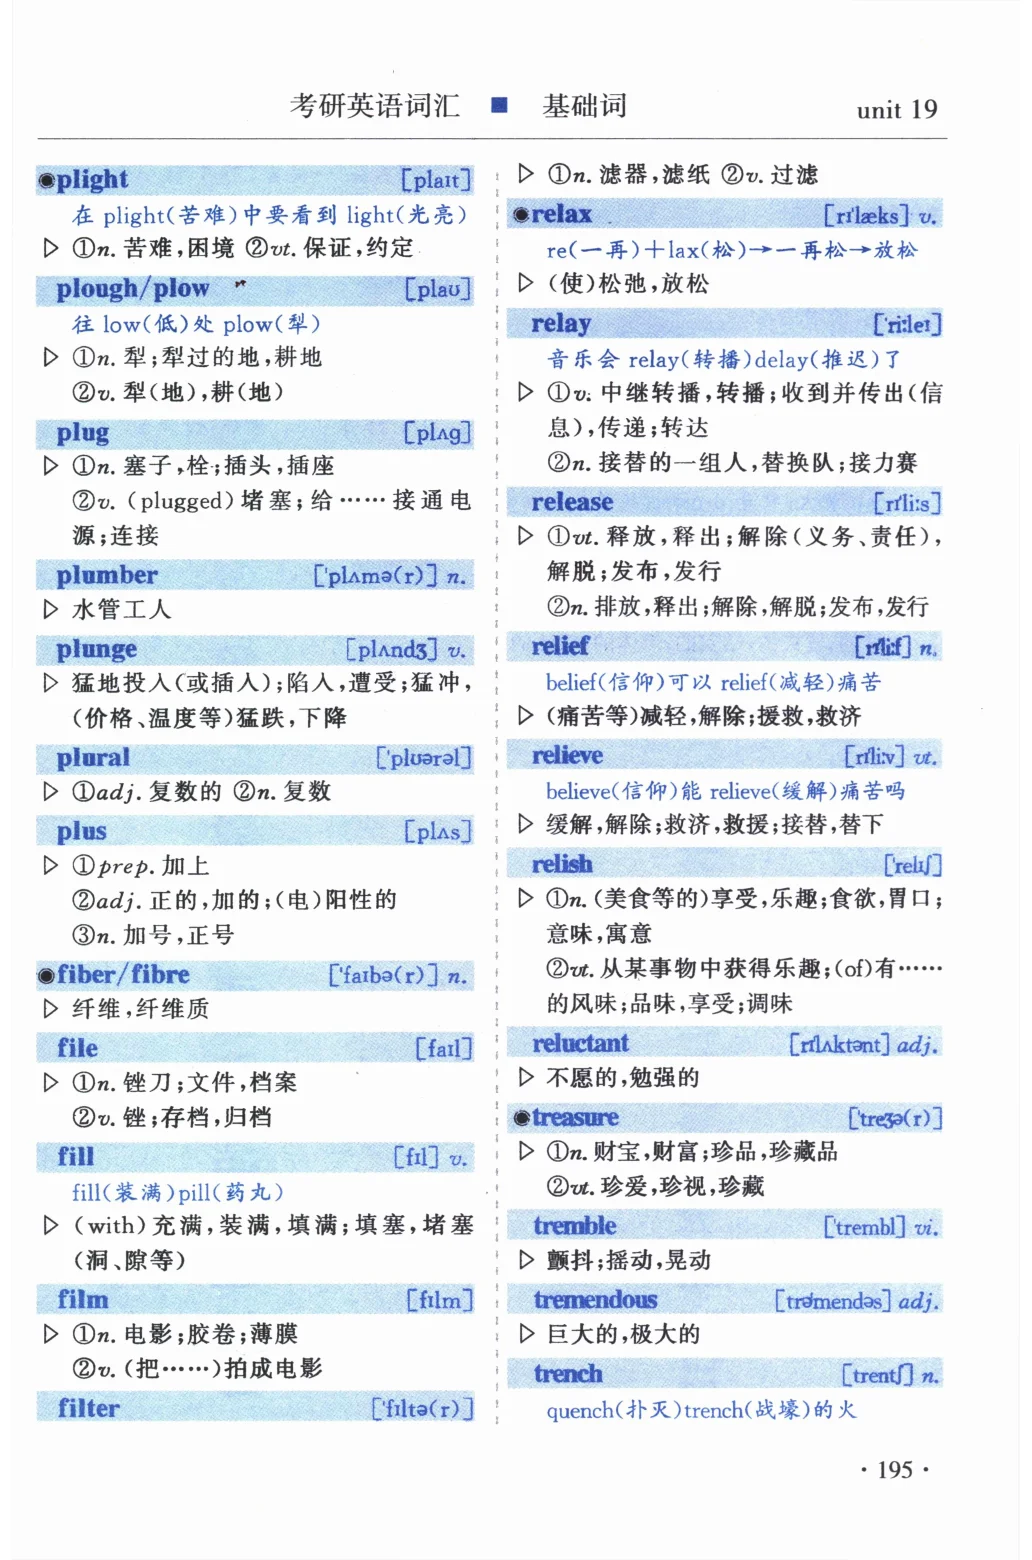 考研英语词汇 ■ 基础词 unit 19
◉plight [plaɪt]
在 plight(苦难)中要看到 light(光亮)
▷ ①n. 苦难,困境 ②vt. 保证,约定
plough/plow [plaʊ]
往 low(低)处 plow(犁)
▷ ①n. 犁;犁过的地,耕地
②v. 犁(地),耕(地)
plug [plʌg]
▷ ①n. 塞子,栓;插头,插座
②v. (plugged)堵塞;给……接通电
源;连接
plumber ['plʌmə(r)] n.
▷ 水管工人
plunge [plʌndʒ] v.
▷ 猛地投入(或插入);陷入,遭受;猛冲,
(价格、温度等)猛跌,下降
plural ['plʊərəl]
▷ ①adj. 复数的 ②n. 复数
plus [plʌs]
▷ ①prep. 加上
②adj. 正的,加的;(电)阳性的
③n. 加号,正号
◉fiber/fibre ['faɪbə(r)] n.
▷ 纤维,纤维质
file [faɪl]
▷ ①n. 锉刀;文件,档案
②v. 锉;存档,归档
fill [fɪl] v.
fill(装满)pill(药丸)
▷ (with)充满,装满,填满;填塞,堵塞
(洞、隙等)
film [fɪlm]
▷ ①n. 电影;胶卷;薄膜
②v. (把……)拍成电影
filter ['fɪltə(r)]
▷ ①n. 滤器,滤纸 ②v. 过滤
◉relax [rɪ'læks] v.
re(一再)+lax(松)→一再松→放松
▷ (使)松弛,放松
relay ['riːleɪ]
音乐会 relay(转播)delay(推迟)了
▷ ①v. 中继转播,转播;收到并传出(信
息),传递;转达
②n. 接替的一组人,替换队;接力赛
release [rɪ'liːs]
▷ ①vt. 释放,释出;解除(义务、责任),
解脱;发布,发行
②n. 排放,释出;解除,解脱;发布,发行
relief [rɪ'liːf] n.
belief(信仰)可以 relief(减轻)痛苦
▷ (痛苦等)减轻,解除;援救,救济
relieve [rɪ'liːv] vt.
believe(信仰)能 relieve(缓解)痛苦吗
▷ 缓解,解除;救济,救援;接替,替下
relish ['relɪʃ]
▷ ①n. (美食等的)享受,乐趣;食欲,胃口;
意味,寓意
②vt. 从某事物中获得乐趣;(of)有……
的风味;品味,享受;调味
reluctant [rɪ'lʌktənt] adj.
▷ 不愿的,勉强的
◉treasure ['treʒə(r)]
▷ ①n. 财宝,财富;珍品,珍藏品
②vt. 珍爱,珍视,珍藏
tremble ['trembl] vi.
▷ 颤抖;摇动,晃动
tremendous [trə'mendəs] adj.
▷ 巨大的,极大的
trench [trentʃ] n.
quench(扑灭)trench(战壕)的火
· 195 ·